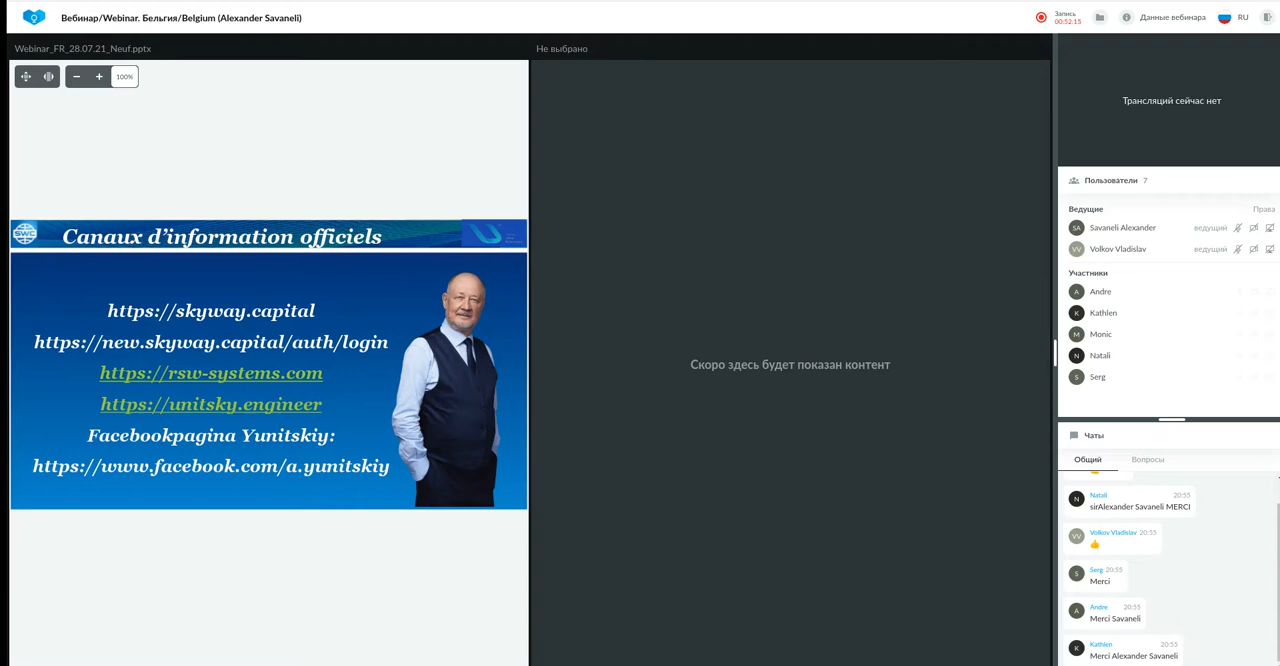 Вебинар/Webinar. Бельгия/Belgium (Alexander Savaneli)
Запись
00:52:15
Данные вебинара
RU
Webinar_FR_28.07.21_Neuf.pptx
Не выбрано
100%
SWC
Canaux d'information officiels
https://skyway.capital
https://new.skyway.capital/auth/login
https://rsw-systems.com
https://unitsky.engineer
Facebookpagina Yunitskiy:
https://www.facebook.com/a.yunitskiy
Скоро здесь будет показан контент
Трансляций сейчас нет
Пользователи 7
Ведущие Права
SA Savaneli Alexander ведущий
VV Volkov Vladislav ведущий
Участники
A Andre
K Kathlen
M Monic
N Natali
S Serg
Чаты
Общий Вопросы
N Natali 20:55
sirAlexander Savaneli MERCI
VV Volkov Vladislav 20:55
👍
S Serg 20:55
Merci
A Andre 20:55
Merci Savaneli
K Kathlen 20:55
Merci Alexander Savaneli